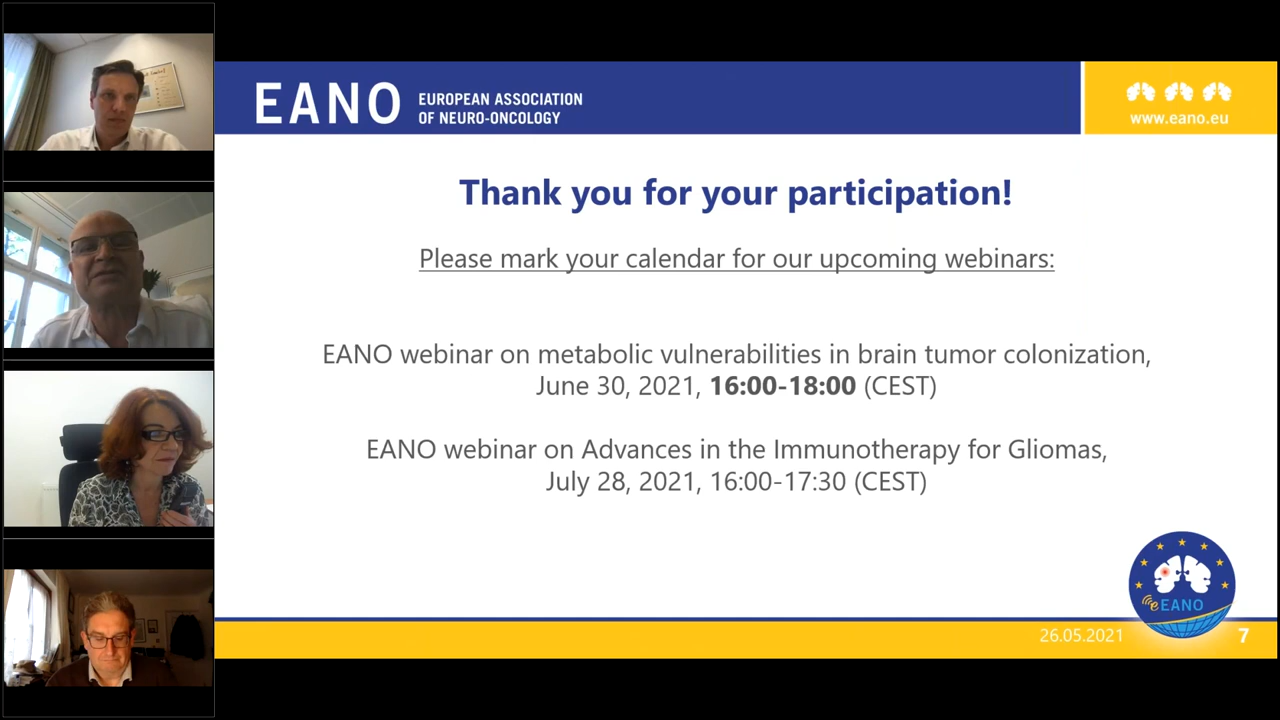 EANO
EUROPEAN ASSOCIATION
OF NEURO-ONCOLOGY
www.eano.eu
Thank you for your participation!
Please mark your calendar for our upcoming webinars:
EANO webinar on metabolic vulnerabilities in brain tumor colonization,
June 30, 2021, 16:00-18:00 (CEST)
EANO webinar on Advances in the Immunotherapy for Gliomas,
July 28, 2021, 16:00-17:30 (CEST)
eEANO
26.05.2021
7